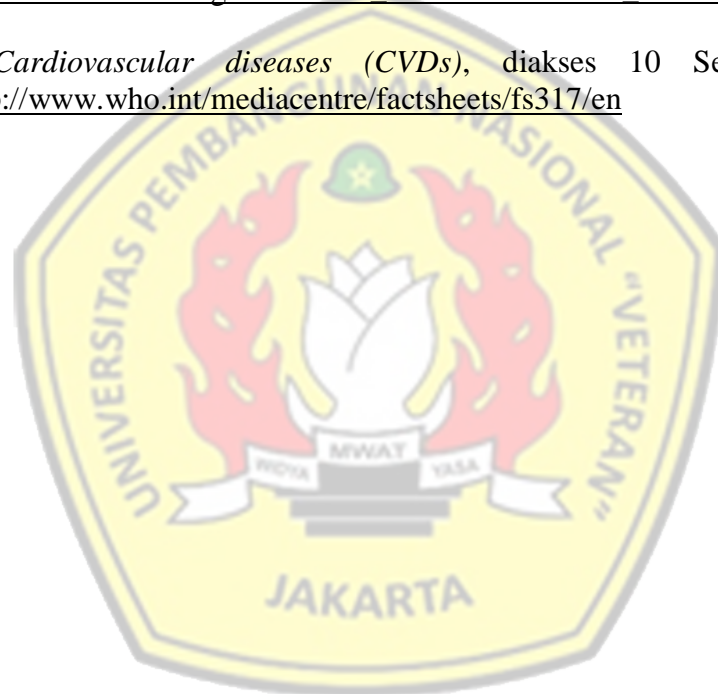 Cardiovascular diseases (CVDs), diakses 10 Se
://www.who.int/mediacentre/factsheets/fs317/en
UNIVERSITAS PEMBANGUNAN NASIONAL "VETERAN"
WIDYA MWAT YASA
JAKARTA